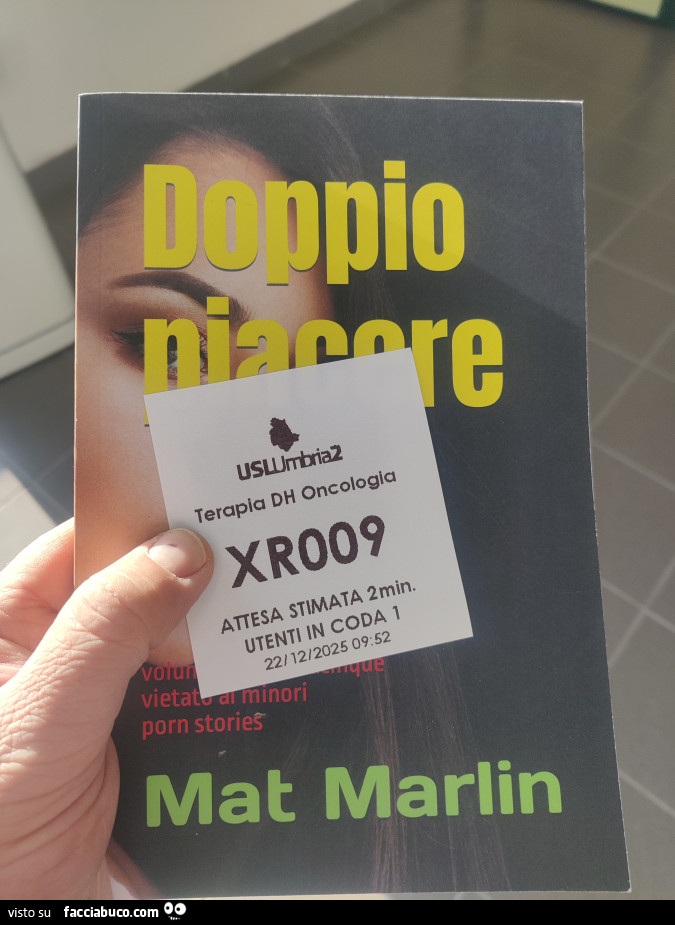 Doppio
piacere
USLUmbria2
Terapia DH Oncologia
XR009
ATTESA STIMATA 2min.
UTENTI IN CODA 1
22/12/2025 09:52
vietato ai minori
porn stories
Mat Marlin
visto su facciabuco.com